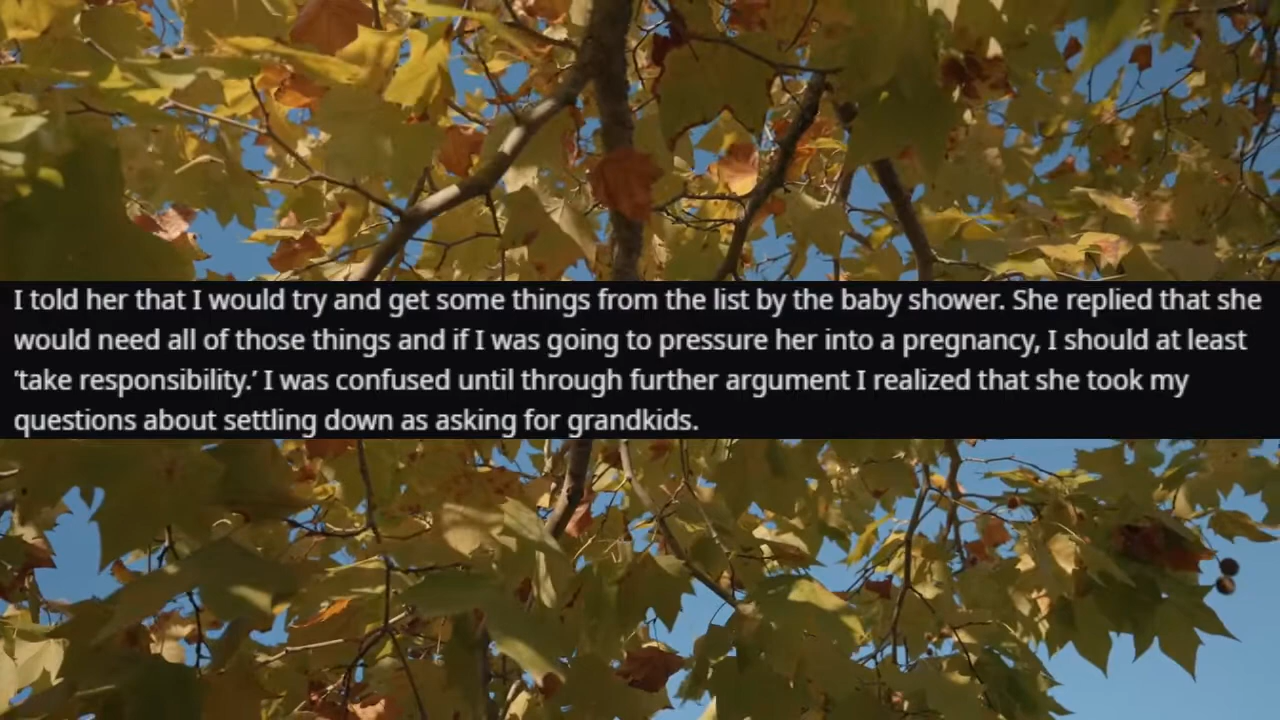 I told her that I would try and get some things from the list by the baby shower. She replied that she
would need all of those things and if I was going to pressure her into a pregnancy, I should at least
'take responsibility.' I was confused until through further argument I realized that she took my
questions about settling down as asking for grandkids.